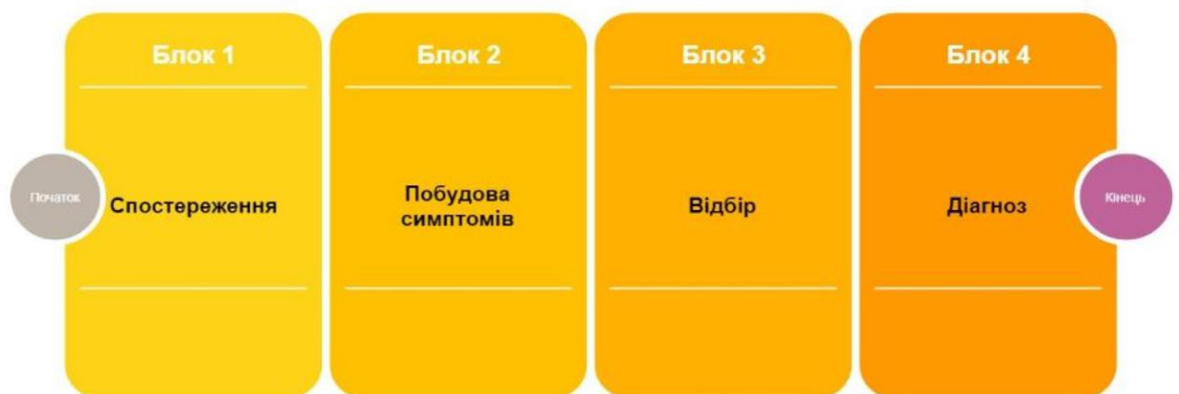 Блок 1
Блок 2
Блок 3
Блок 4
Початок
Спостереження
Побудова
симптомів
Відбір
Діагноз
Кінець